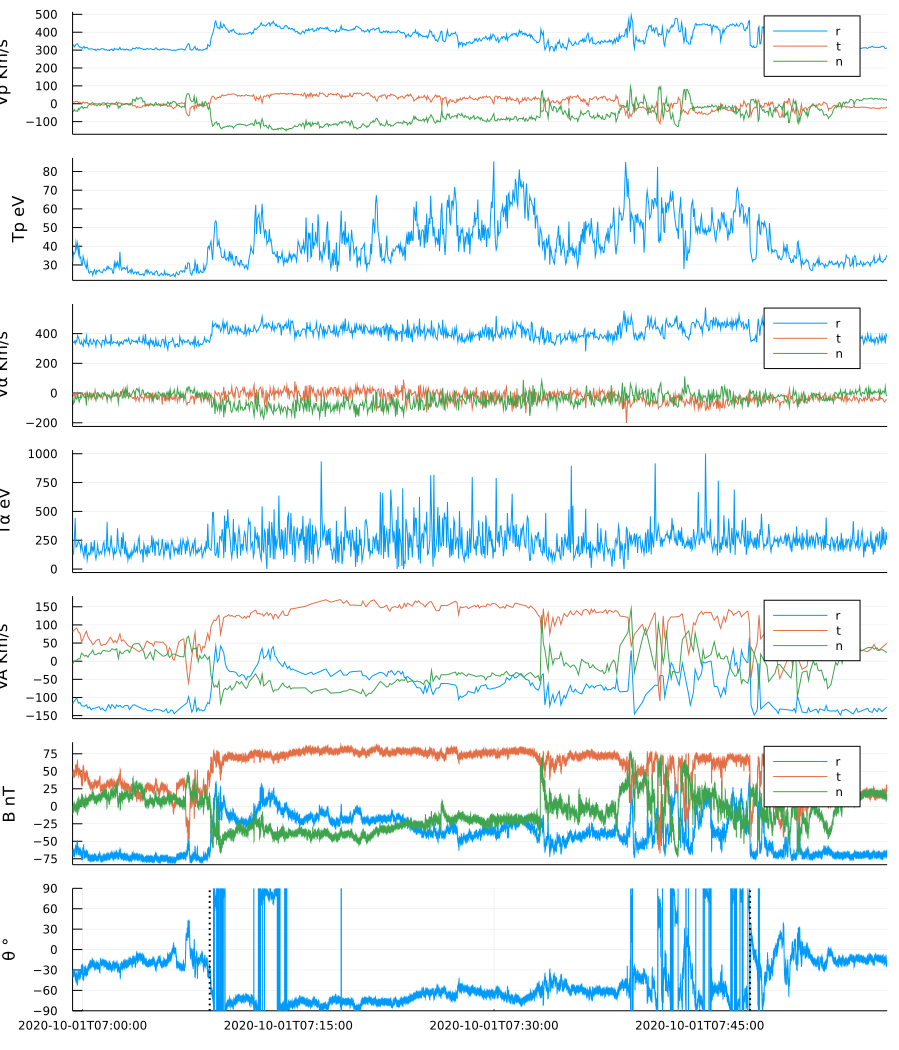 500
400
300
200
100
0
−100
Vp Km/s
r
t
n
80
70
60
50
40
30
Tp eV
400
200
0
−200
Vα Km/s
r
t
n
1000
750
500
250
0
Tα eV
150
100
50
0
−50
−100
−150
VA Km/s
r
t
n
75
50
25
0
−25
−50
−75
B nT
r
t
n
90
60
30
0
−30
−60
−90
θ °
2020-10-01T07:00:00 2020-10-01T07:15:00 2020-10-01T07:30:00 2020-10-01T07:45:00